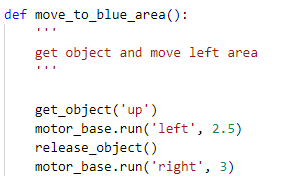 def move_to_blue_area():
    '''
    get object and move left area
    '''
    get_object('up')
    motor_base.run('left', 2.5)
    release_object()
    motor_base.run('right', 3)